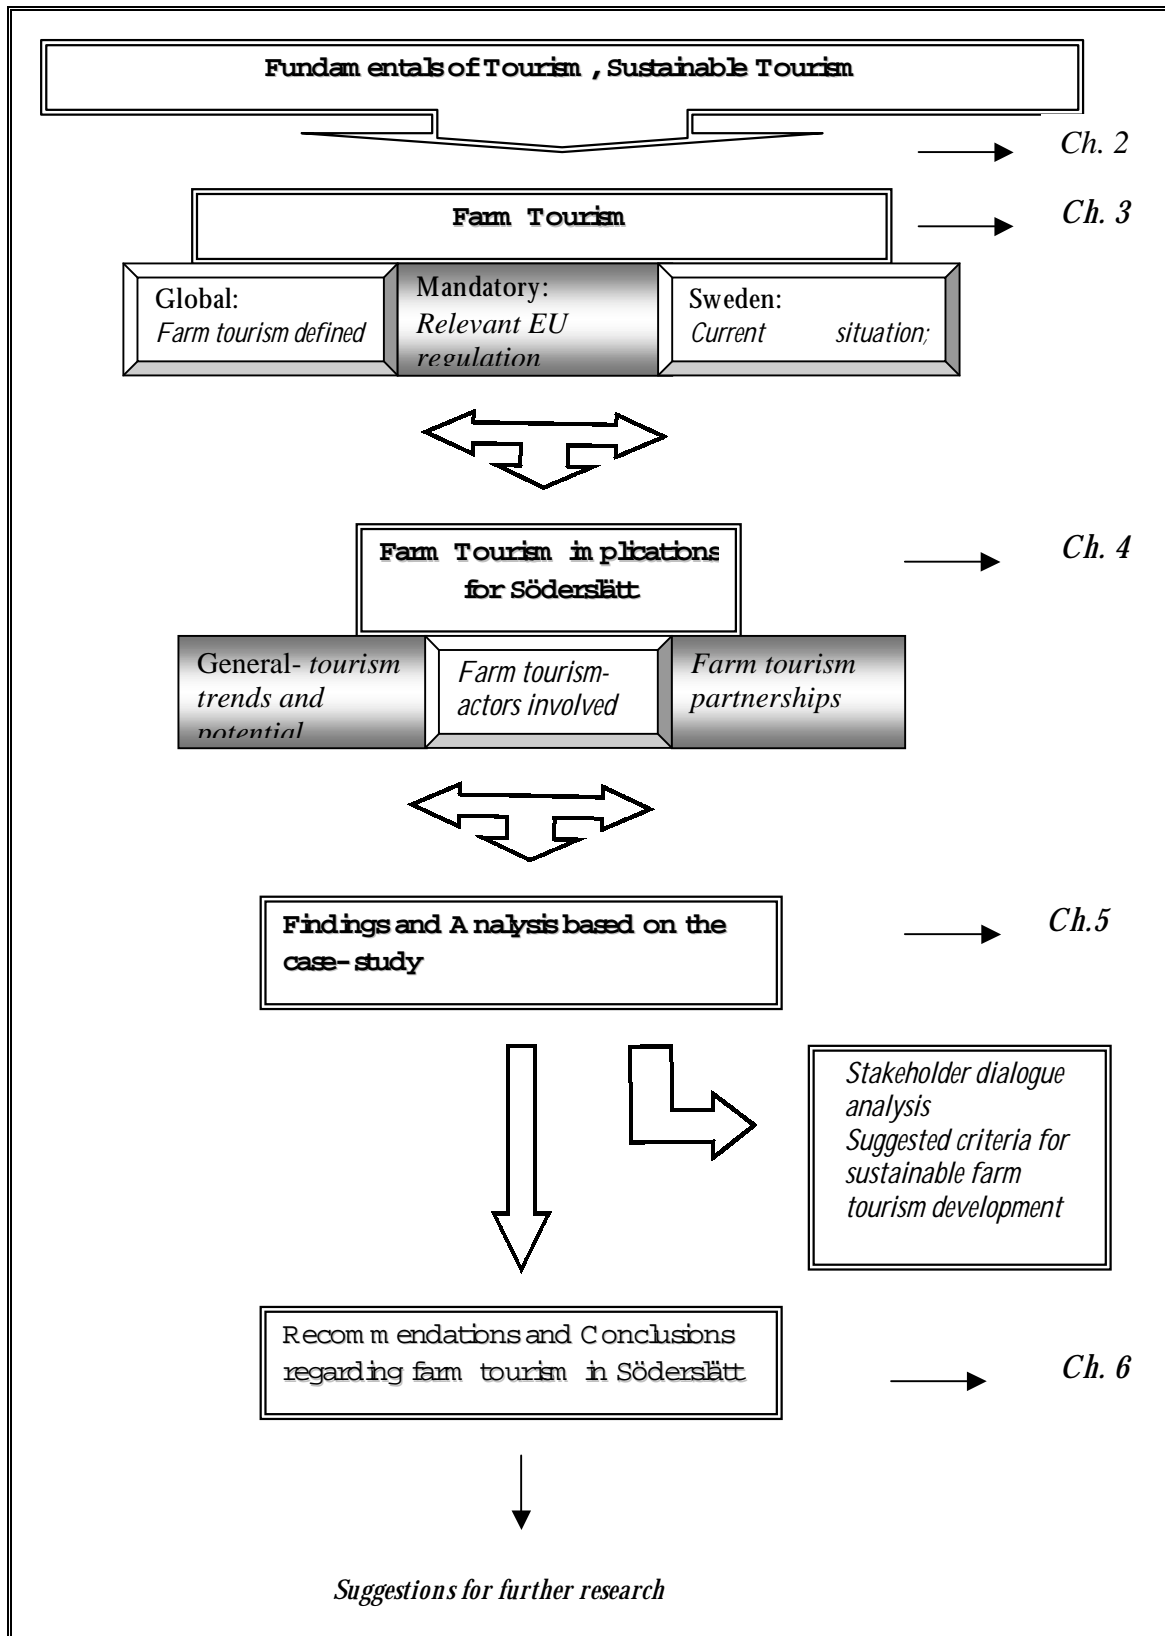 Fundamentals of Tourism, Sustainable Tourism
Ch. 2
Farm Tourism
Ch. 3
Global:
Farm tourism defined
Mandatory:
Relevant EU
regulation
Sweden:
Current situation;
Farm Tourism implications
for Söderslätt
Ch. 4
General- tourism
trends and
potential
Farm tourism-
actors involved
Farm tourism
partnerships
Findings and Analysis based on the
case-study
Ch.5
Stakeholder dialogue
analysis
Suggested criteria for
sustainable farm
tourism development
Recommendations and Conclusions
regarding farm tourism in Söderslätt
Ch. 6
Suggestions for further research